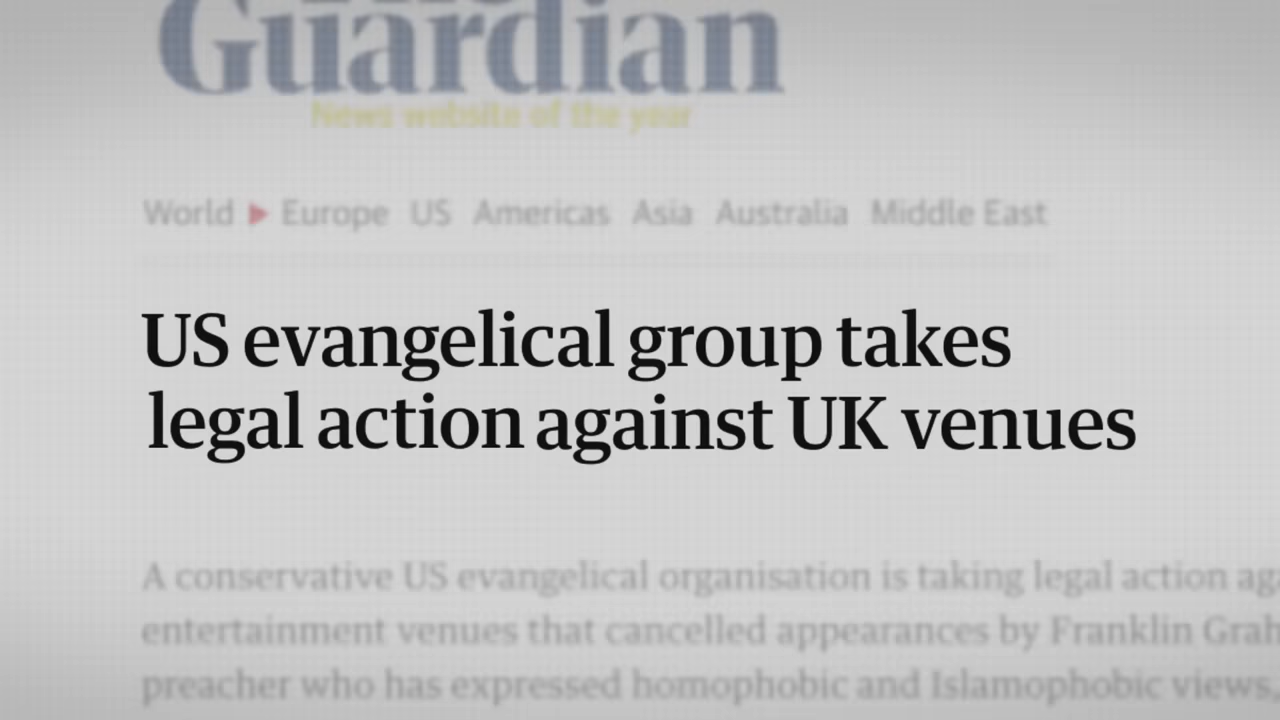 Guardian
News website of the year
World Europe US Americas Asia Australia Middle East
US evangelical group takes
legal action against UK venues
A conservative US evangelical organisation is taking legal action
entertainment venues that cancelled appearances by Franklin
preacher who has expressed homophobic and Islamophobic views,